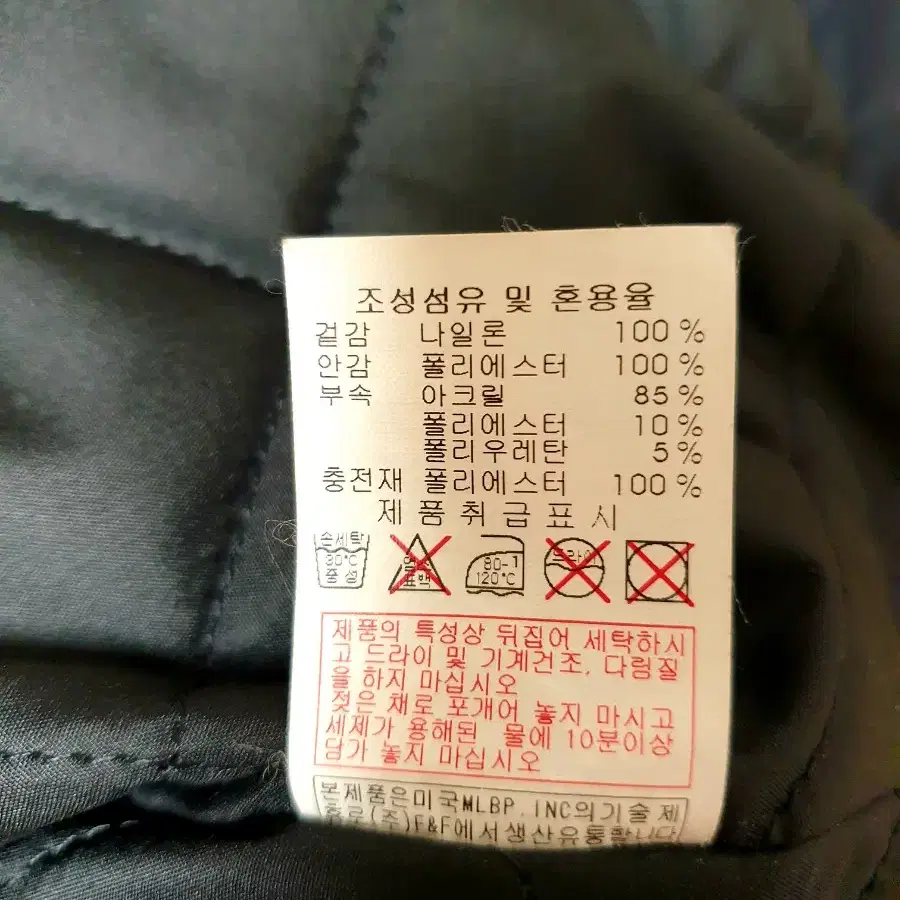 조성섬유 및 혼용율
겉감 나일론 100 %
안감 폴리에스터 100 %
부속 아크릴 85 %
폴리에스터 10 %
폴리우레탄 5 %
충전재 폴리에스터 100 %
제품취급표시
손세탁
30℃
중성
표백
80-1
120℃
드라이
제품의 특성상 뒤집어 세탁하시
고 드라이 및 기계건조, 다림질
을 하지 마십시오
젖은 채로 포개어 놓지 마시고
세제가 용해된 물에 10분이상
담가 놓지 마십시오
본제품은미국MLBP.INC의기술제
휴로(주)F&F에서생산유통합니다